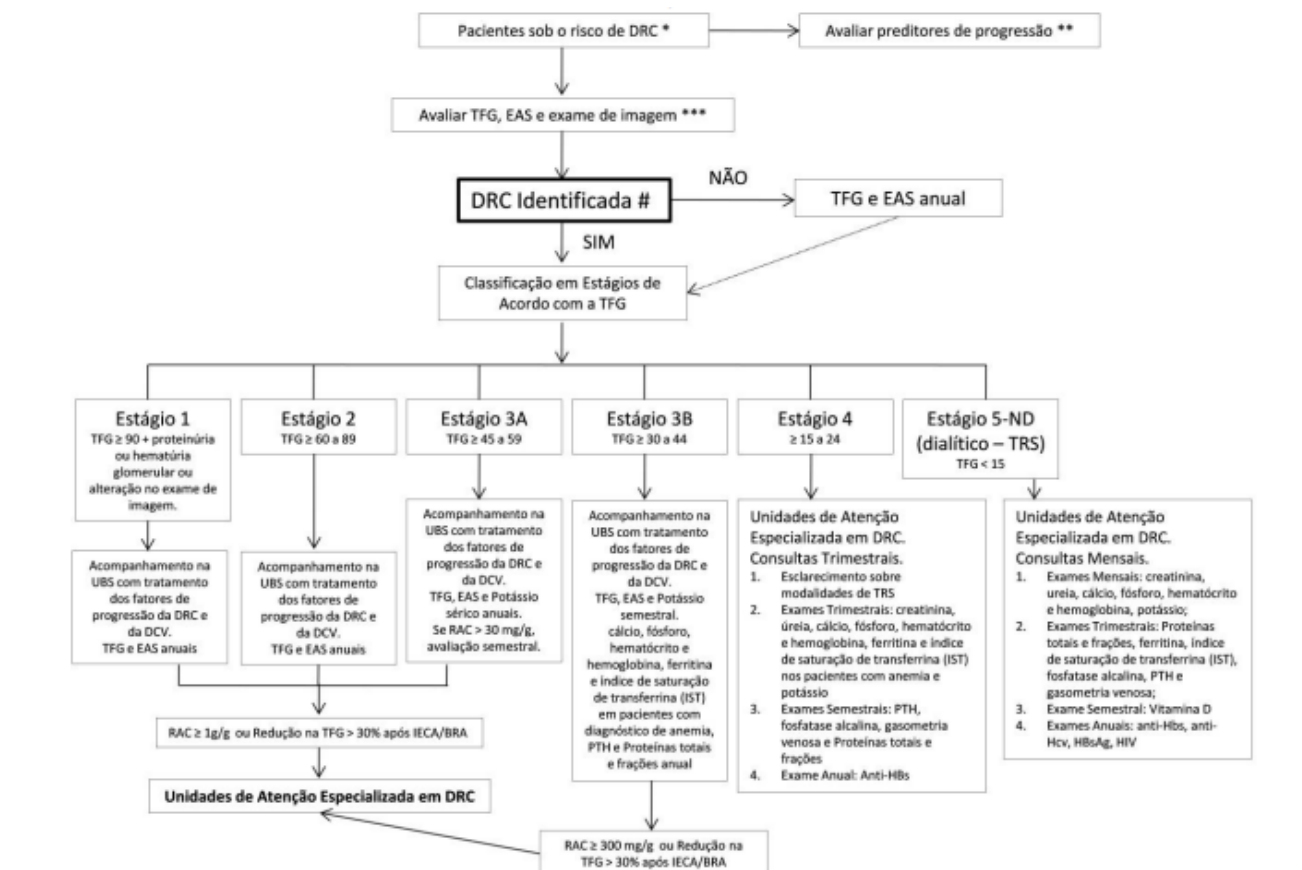 Pacientes sob o risco de DRC *
Avaliar preditores de progressão **
Avaliar TFG, EAS e exame de imagem ***
DRC Identificada #
NÃO
TFG e EAS anual
SIM
Classificação em Estágios de
Acordo com a TFG
Estágio 1
TFG ≥ 90 + proteinúria
ou hematúria
glomerular ou
alteração no exame de
imagem.
Acompanhamento na
UBS com tratamento
dos fatores de
progressão da DRC e
da DCV.
TFG e EAS anuais
Estágio 2
TFG ≥ 60 a 89
Acompanhamento na
UBS com tratamento
dos fatores de
progressão da DRC e
da DCV.
TFG e EAS anuais
Estágio 3A
TFG ≥ 45 a 59
Acompanhamento na
UBS com tratamento
dos fatores de
progressão da DRC e
da DCV.
TFG, EAS e Potássio
sérico anuais.
Se RAC > 30 mg/g,
avaliação semestral.
RAC ≥ 1g/g ou Redução na TFG > 30% após IECA/BRA
Unidades de Atenção Especializada em DRC
Estágio 3B
TFG ≥ 30 a 44
Acompanhamento na
UBS com tratamento
dos fatores de
progressão da DRC e
da DCV.
TFG, EAS e Potássio
semestral.
cálcio, fósforo,
hematócrito e
hemoglobina, ferritina
e índice de saturação
de transferrina (IST)
em pacientes com
diagnóstico de anemia,
PTH e Proteínas totais
e frações anual
RAC ≥ 300 mg/g ou Redução na
TFG > 30% após IECA/BRA
Estágio 4
≥ 15 a 24
Unidades de Atenção
Especializada em DRC.
Consultas Trimestrais.
1. Esclarecimento sobre
modalidades de TRS
2. Exames Trimestrais: creatinina,
úreia, cálcio, fósforo, hematócrito
e hemoglobina, ferritina e índice
de saturação de transferrina (IST)
nos pacientes com anemia e
potássio
3. Exames Semestrais: PTH,
fosfatase alcalina, gasometria
venosa e Proteínas totais e
frações
4. Exame Anual: Anti-HBs
Estágio 5-ND
(dialítico – TRS)
TFG < 15
Unidades de Atenção
Especializada em DRC.
Consultas Mensais.
1. Exames Mensais: creatinina,
ureia, cálcio, fósforo, hematócrito
e hemoglobina, potássio;
2. Exames Trimestrais: Proteínas
totais e frações, ferritina, índice
de saturação de transferrina (IST),
fosfatase alcalina, PTH e
gasometria venosa;
3. Exame Semestral: Vitamina D
4. Exames Anuais: anti-Hbs, anti-
Hcv, HBsAg, HIV